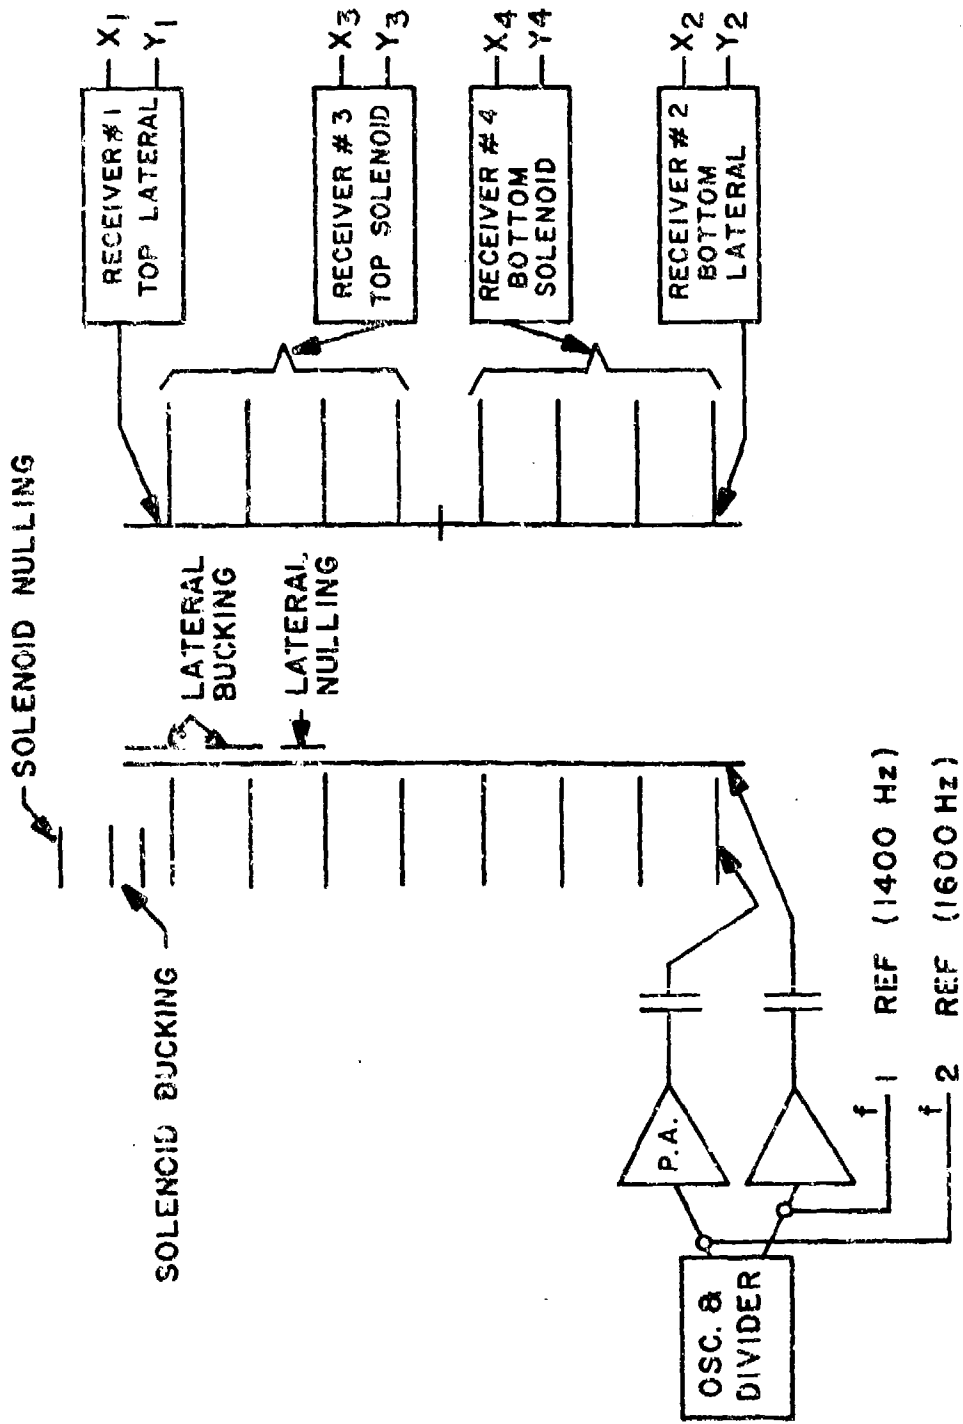 SOLENOID NULLING
SOLENOID BUCKING
LATERAL
BUCKING
LATERAL
NULLING
RECEIVER #1
TOP LATERAL
X1
Y1
RECEIVER #3
TOP SOLENOID
X3
Y3
RECEIVER #4
BOTTOM
SOLENOID
X4
Y4
RECEIVER #2
BOTTOM
LATERAL
X2
Y2
OSC. &
DIVIDER
P.A.
f1 REF (1400 Hz)
f2 REF (1600 Hz)